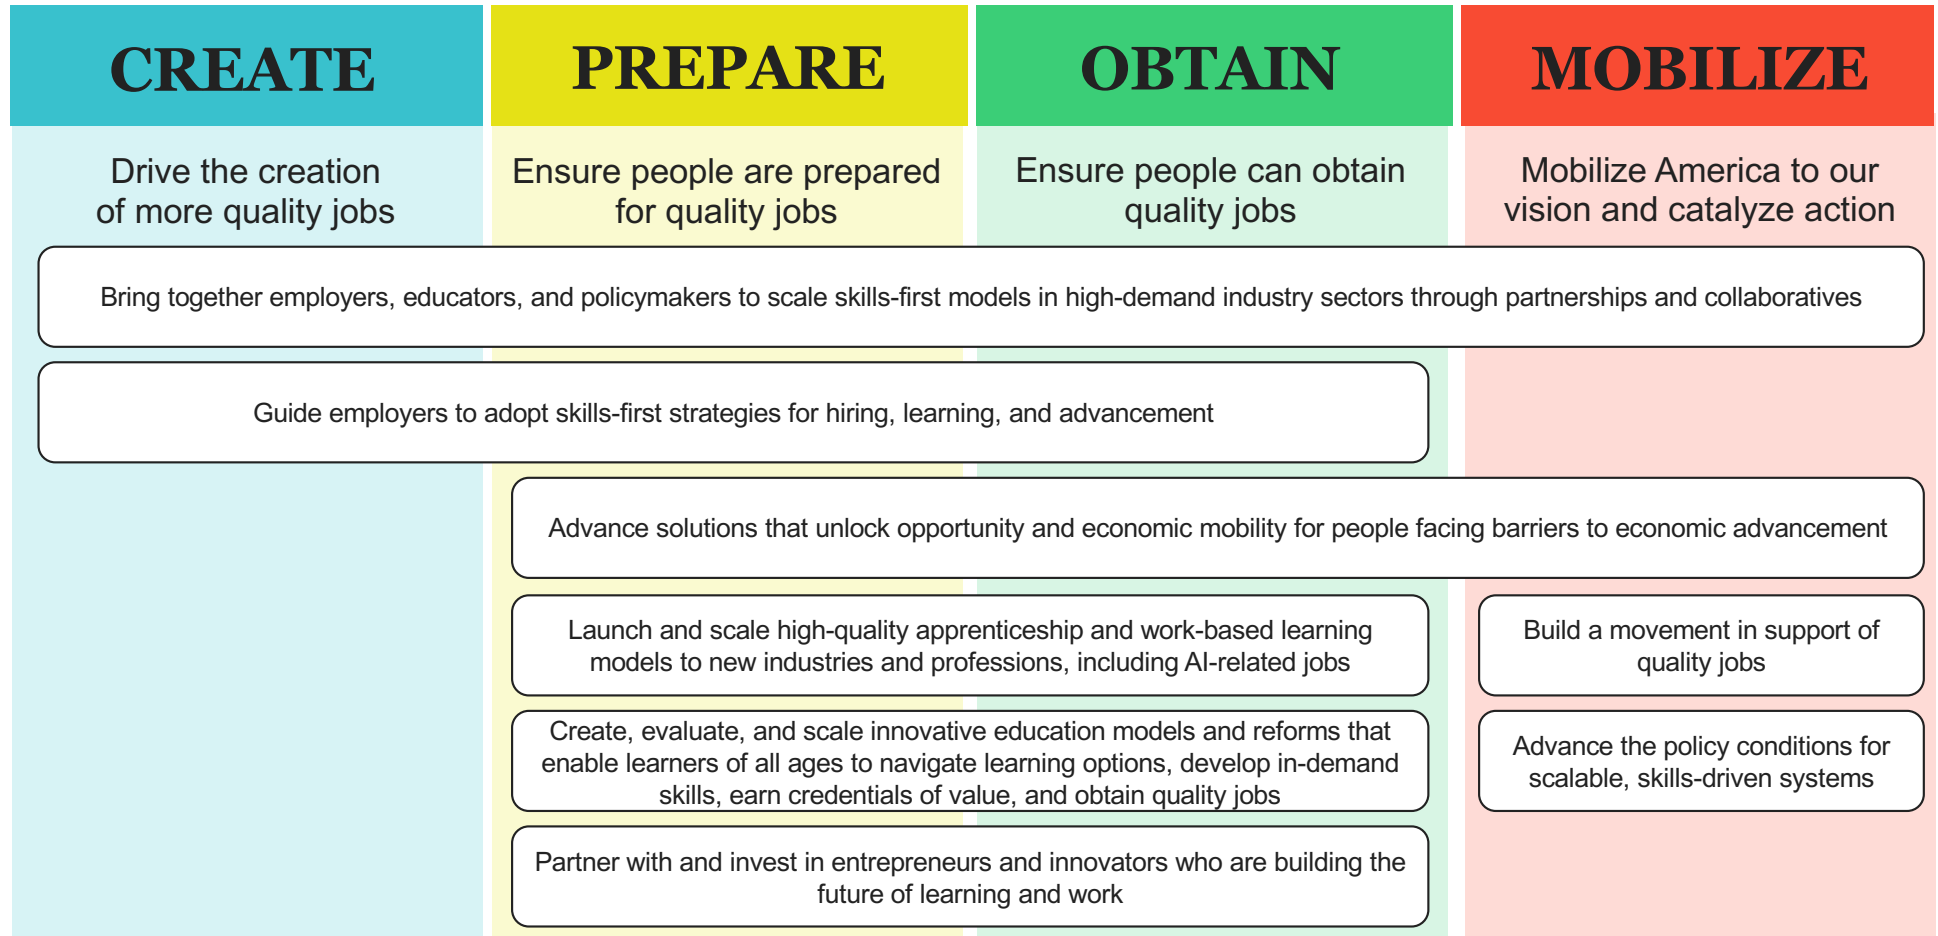 CREATE
PREPARE
OBTAIN
MOBILIZE
Drive the creation
of more quality jobs
Ensure people are prepared
for quality jobs
Ensure people can obtain
quality jobs
Mobilize America to our
vision and catalyze action
Bring together employers, educators, and policymakers to scale skills-first models in high-demand industry sectors through partnerships and collaboratives
Guide employers to adopt skills-first strategies for hiring, learning, and advancement
Advance solutions that unlock opportunity and economic mobility for people facing barriers to economic advancement
Launch and scale high-quality apprenticeship and work-based learning
models to new industries and professions, including AI-related jobs
Build a movement in support of
quality jobs
Create, evaluate, and scale innovative education models and reforms that
enable learners of all ages to navigate learning options, develop in-demand
skills, earn credentials of value, and obtain quality jobs
Advance the policy conditions for
scalable, skills-driven systems
Partner with and invest in entrepreneurs and innovators who are building the
future of learning and work